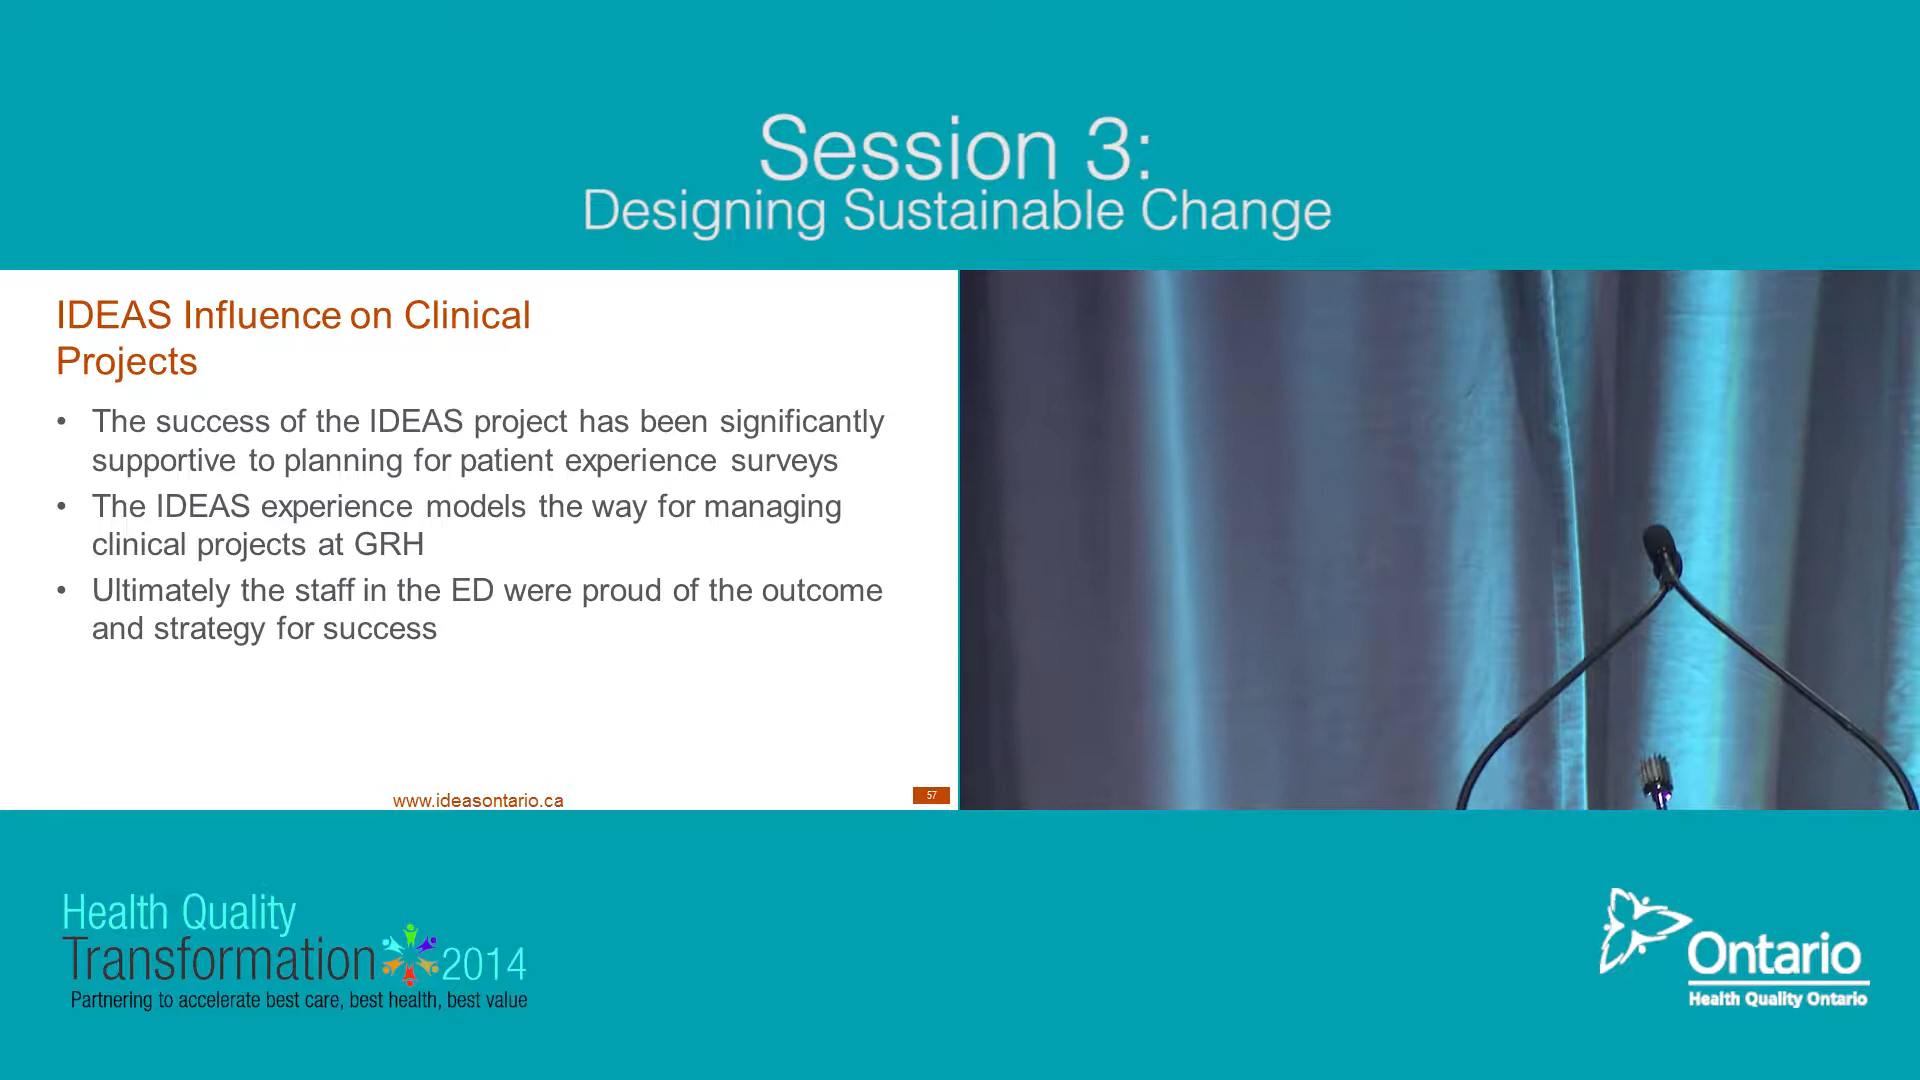 Session 3:
Designing Sustainable Change
IDEAS Influence on Clinical
Projects
• The success of the IDEAS project has been significantly
supportive to planning for patient experience surveys
• The IDEAS experience models the way for managing
clinical projects at GRH
• Ultimately the staff in the ED were proud of the outcome
and strategy for success
www.ideasontario.ca
57
Health Quality
Transformation 2014
Partnering to accelerate best care, best health, best value
Ontario
Health Quality Ontario